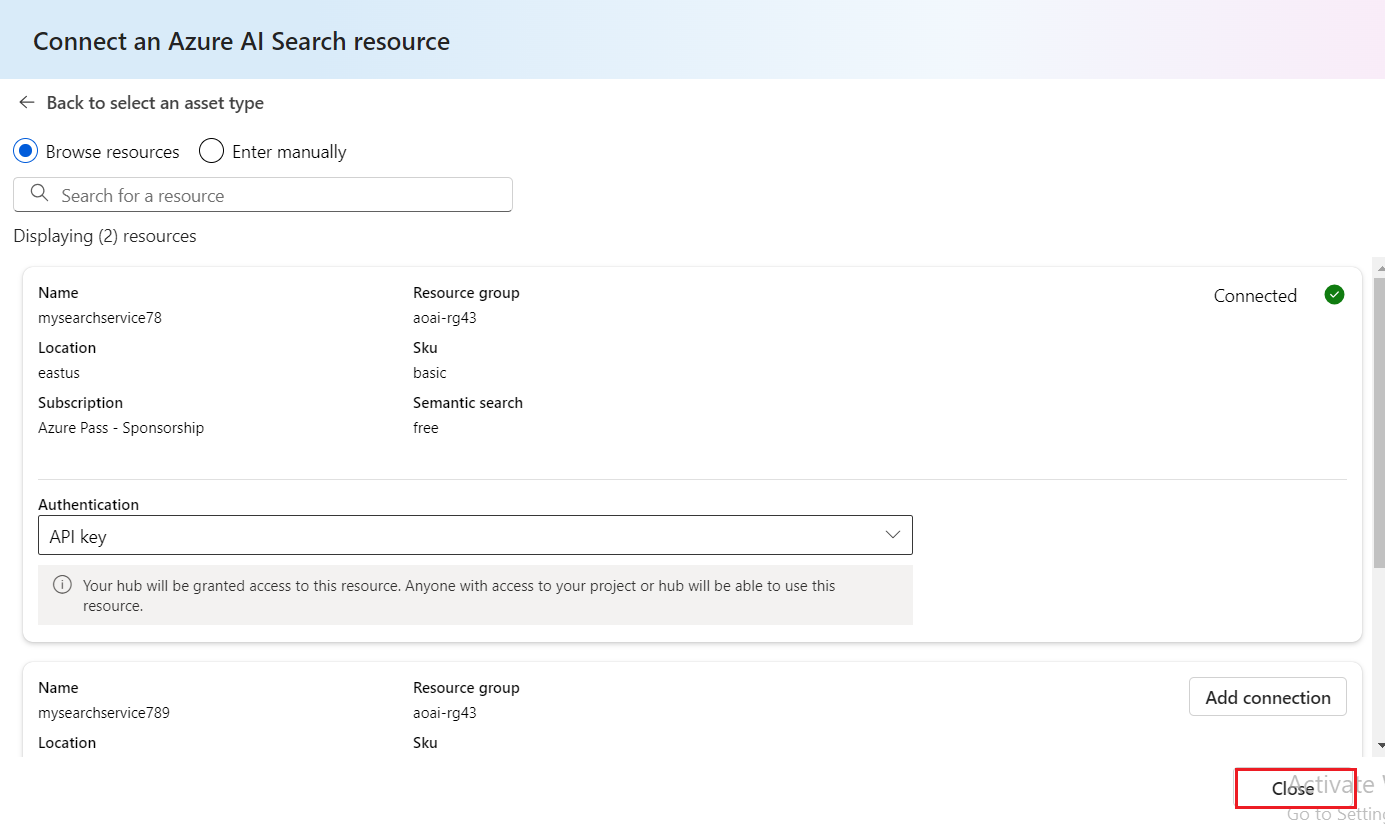 Connect an Azure AI Search resource
Back to select an asset type
Browse resources Enter manually
Search for a resource
Displaying (2) resources
Name Resource group Connected
mysearchservice78 aoai-rg43
Location Sku
eastus basic
Subscription Semantic search
Azure Pass - Sponsorship free
Authentication
API key
Your hub will be granted access to this resource. Anyone with access to your project or hub will be able to use this
resource.
Name Resource group
mysearchservice789 aoai-rg43 Add connection
Location Sku
Activate
Close
Go to